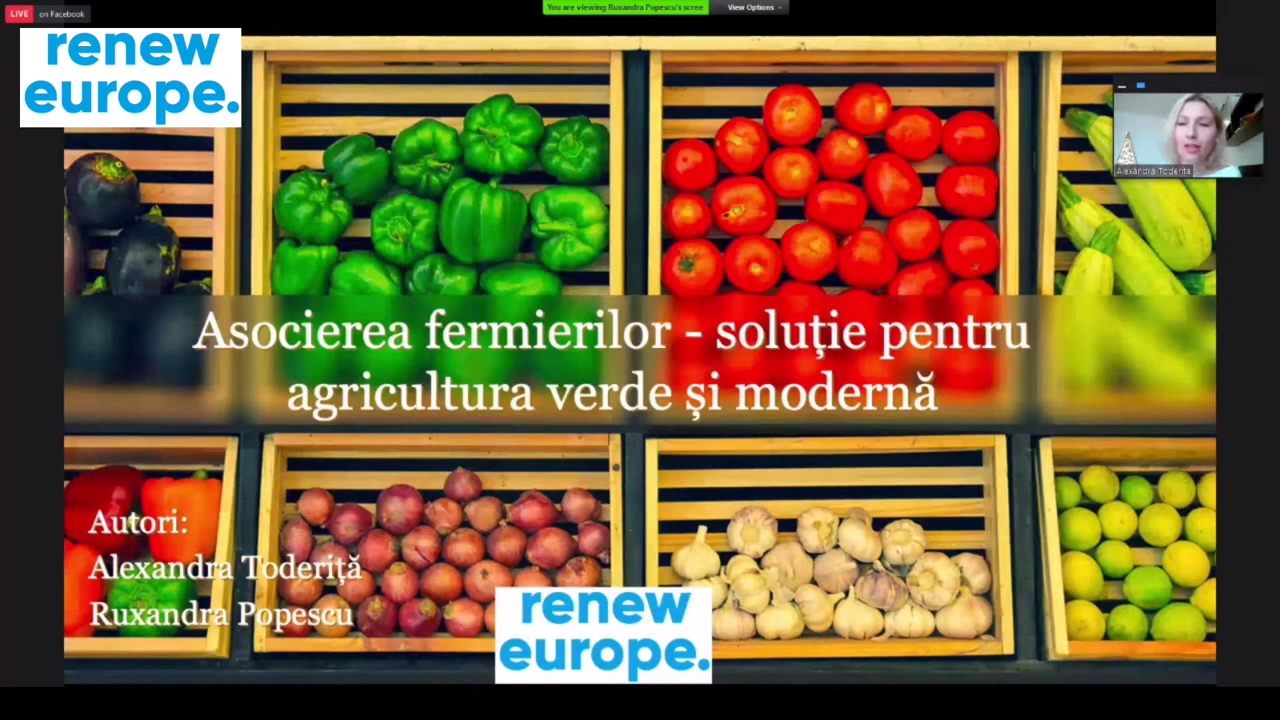 LIVE on Facebook
You are viewing Ruxandra Popescu's scree
View Options
renew
europe.
Alexandra Toderita
Asocierea fermierilor - soluție pentru
agricultura verde și modernă
Autori:
Alexandra Toderiță
Ruxandra Popescu
renew
europe.